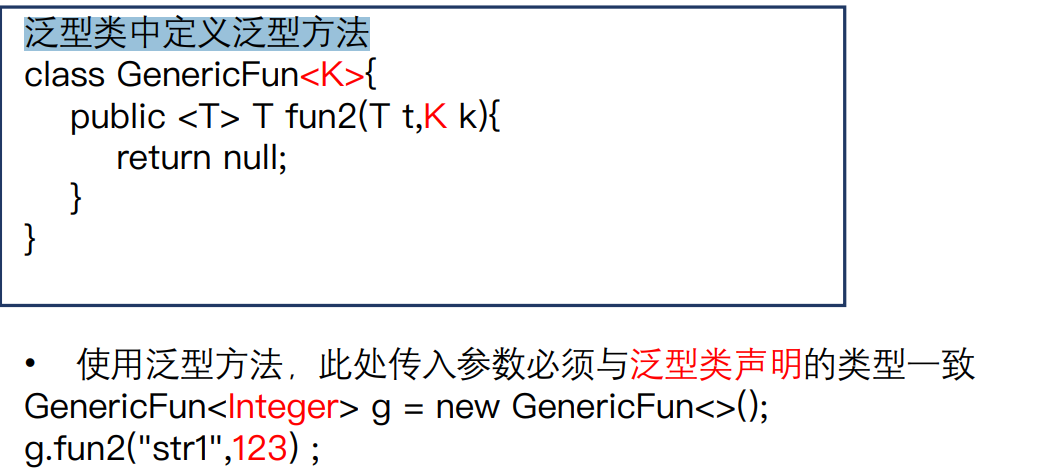 泛型类中定义泛型方法
class GenericFun<K>{
public <T> T fun2(T t,K k){
return null;
}
}
• 使用泛型方法，此处传入参数必须与泛型类声明的类型一致
GenericFun<Integer> g = new GenericFun<>();
g.fun2("str1",123) ;